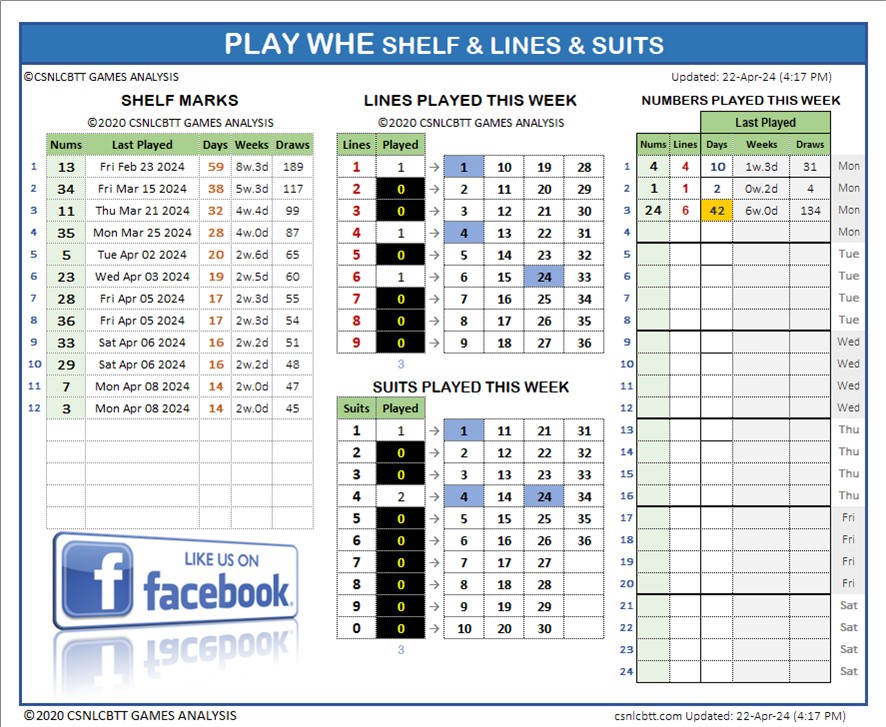 PLAY WHE SHELF & LINES & SUITS
©CSNLCBTT GAMES ANALYSIS
Updated: 22-Apr-24 (4:17 PM)
SHELF MARKS
©2020 CSNLCBTT GAMES ANALYSIS
Nums Last Played Days Weeks Draws
1 13 Fri Feb 23 2024 59 8w.3d 189
2 34 Fri Mar 15 2024 38 5w.3d 117
3 11 Thu Mar 21 2024 32 4w.4d 99
4 35 Mon Mar 25 2024 28 4w.0d 87
5 5 Tue Apr 02 2024 20 2w.6d 65
6 23 Wed Apr 03 2024 19 2w.5d 60
7 28 Fri Apr 05 2024 17 2w.3d 55
8 36 Fri Apr 05 2024 17 2w.3d 54
9 33 Sat Apr 06 2024 16 2w.2d 51
10 29 Sat Apr 06 2024 16 2w.2d 48
11 7 Mon Apr 08 2024 14 2w.0d 47
12 3 Mon Apr 08 2024 14 2w.0d 45
LIKE US ON
facebook.
LINES PLAYED THIS WEEK
©2020 CSNLCBTT GAMES ANALYSIS
Lines Played
1 1 → 1 10 19 28
2 0 → 2 11 20 29
3 0 → 3 12 21 30
4 1 → 4 13 22 31
5 0 → 5 14 23 32
6 1 → 6 15 24 33
7 0 → 7 16 25 34
8 0 → 8 17 26 35
9 0 → 9 18 27 36
3
SUITS PLAYED THIS WEEK
Suits Played
1 1 → 1 11 21 31
2 0 → 2 12 22 32
3 0 → 3 13 23 33
4 2 → 4 14 24 34
5 0 → 5 15 25 35
6 0 → 6 16 26 36
7 0 → 7 17 27
8 0 → 8 18 28
9 0 → 9 19 29
0 0 → 10 20 30
3
NUMBERS PLAYED THIS WEEK
Last Played
Nums Lines Days Weeks Draws
1 4 4 10 1w.3d 31 Mon
2 1 1 2 0w.2d 4 Mon
3 24 6 42 6w.0d 134 Mon
4 Mon
5 Tue
6 Tue
7 Tue
8 Tue
9 Wed
10 Wed
11 Wed
12 Wed
13 Thu
14 Thu
15 Thu
16 Thu
17 Fri
18 Fri
19 Fri
20 Fri
21 Sat
22 Sat
23 Sat
24 Sat
©2020 CSNLCBTT GAMES ANALYSIS
csnlcbtt.com Updated: 22-Apr-24 (4:17 PM)